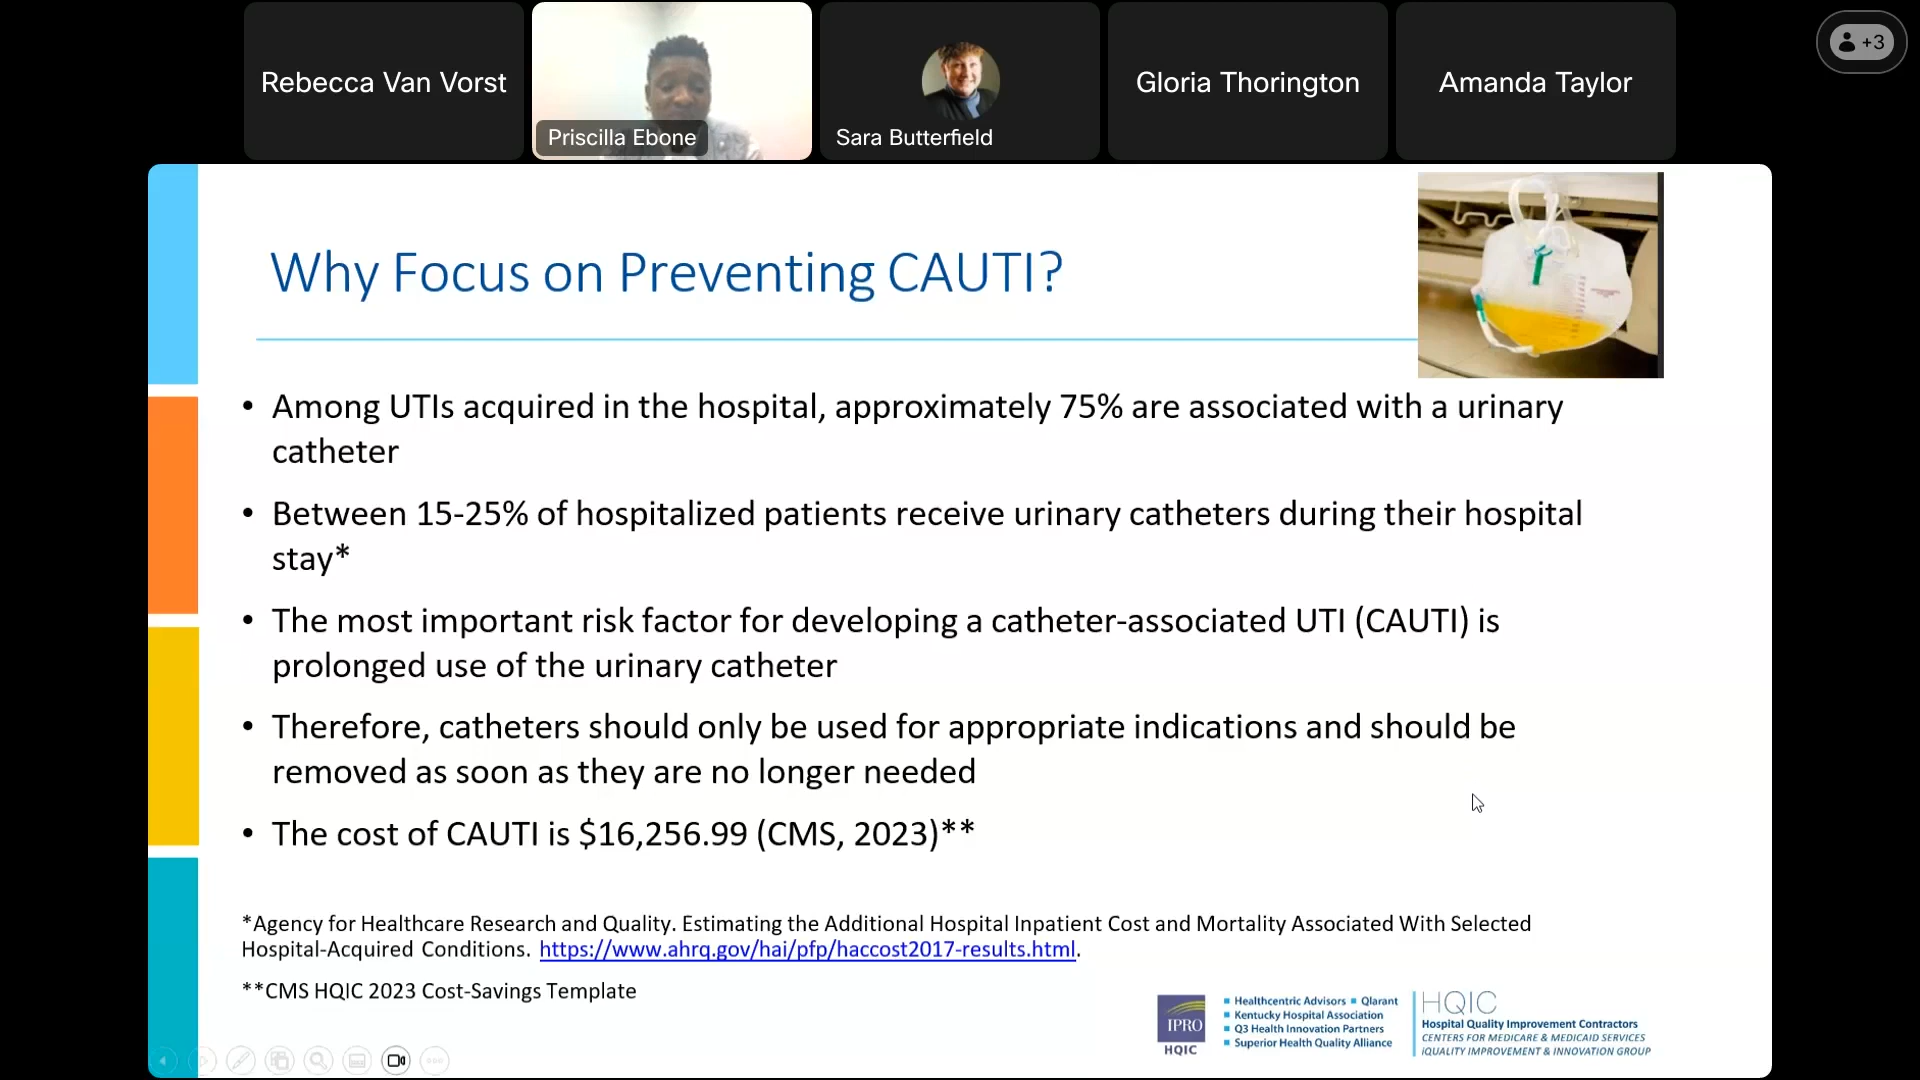 Rebecca Van Vorst
Priscilla Ebone
Sara Butterfield
Gloria Thorington
Amanda Taylor
+3
Why Focus on Preventing CAUTI?
• Among UTIs acquired in the hospital, approximately 75% are associated with a urinary
catheter
• Between 15-25% of hospitalized patients receive urinary catheters during their hospital
stay*
• The most important risk factor for developing a catheter-associated UTI (CAUTI) is
prolonged use of the urinary catheter
• Therefore, catheters should only be used for appropriate indications and should be
removed as soon as they are no longer needed
• The cost of CAUTI is $16,256.99 (CMS, 2023)**
*Agency for Healthcare Research and Quality. Estimating the Additional Hospital Inpatient Cost and Mortality Associated With Selected
Hospital-Acquired Conditions. https://www.ahrq.gov/hai/pfp/haccost2017-results.html.
**CMS HQIC 2023 Cost-Savings Template
IPRO
HQIC
Healthcentric Advisors ▪ Qlarant
Kentucky Hospital Association
Q3 Health Innovation Partners
Superior Health Quality Alliance
HQIC
Hospital Quality Improvement Contractors
CENTERS FOR MEDICARE & MEDICAID SERVICES
iQUALITY IMPROVEMENT & INNOVATION GROUP